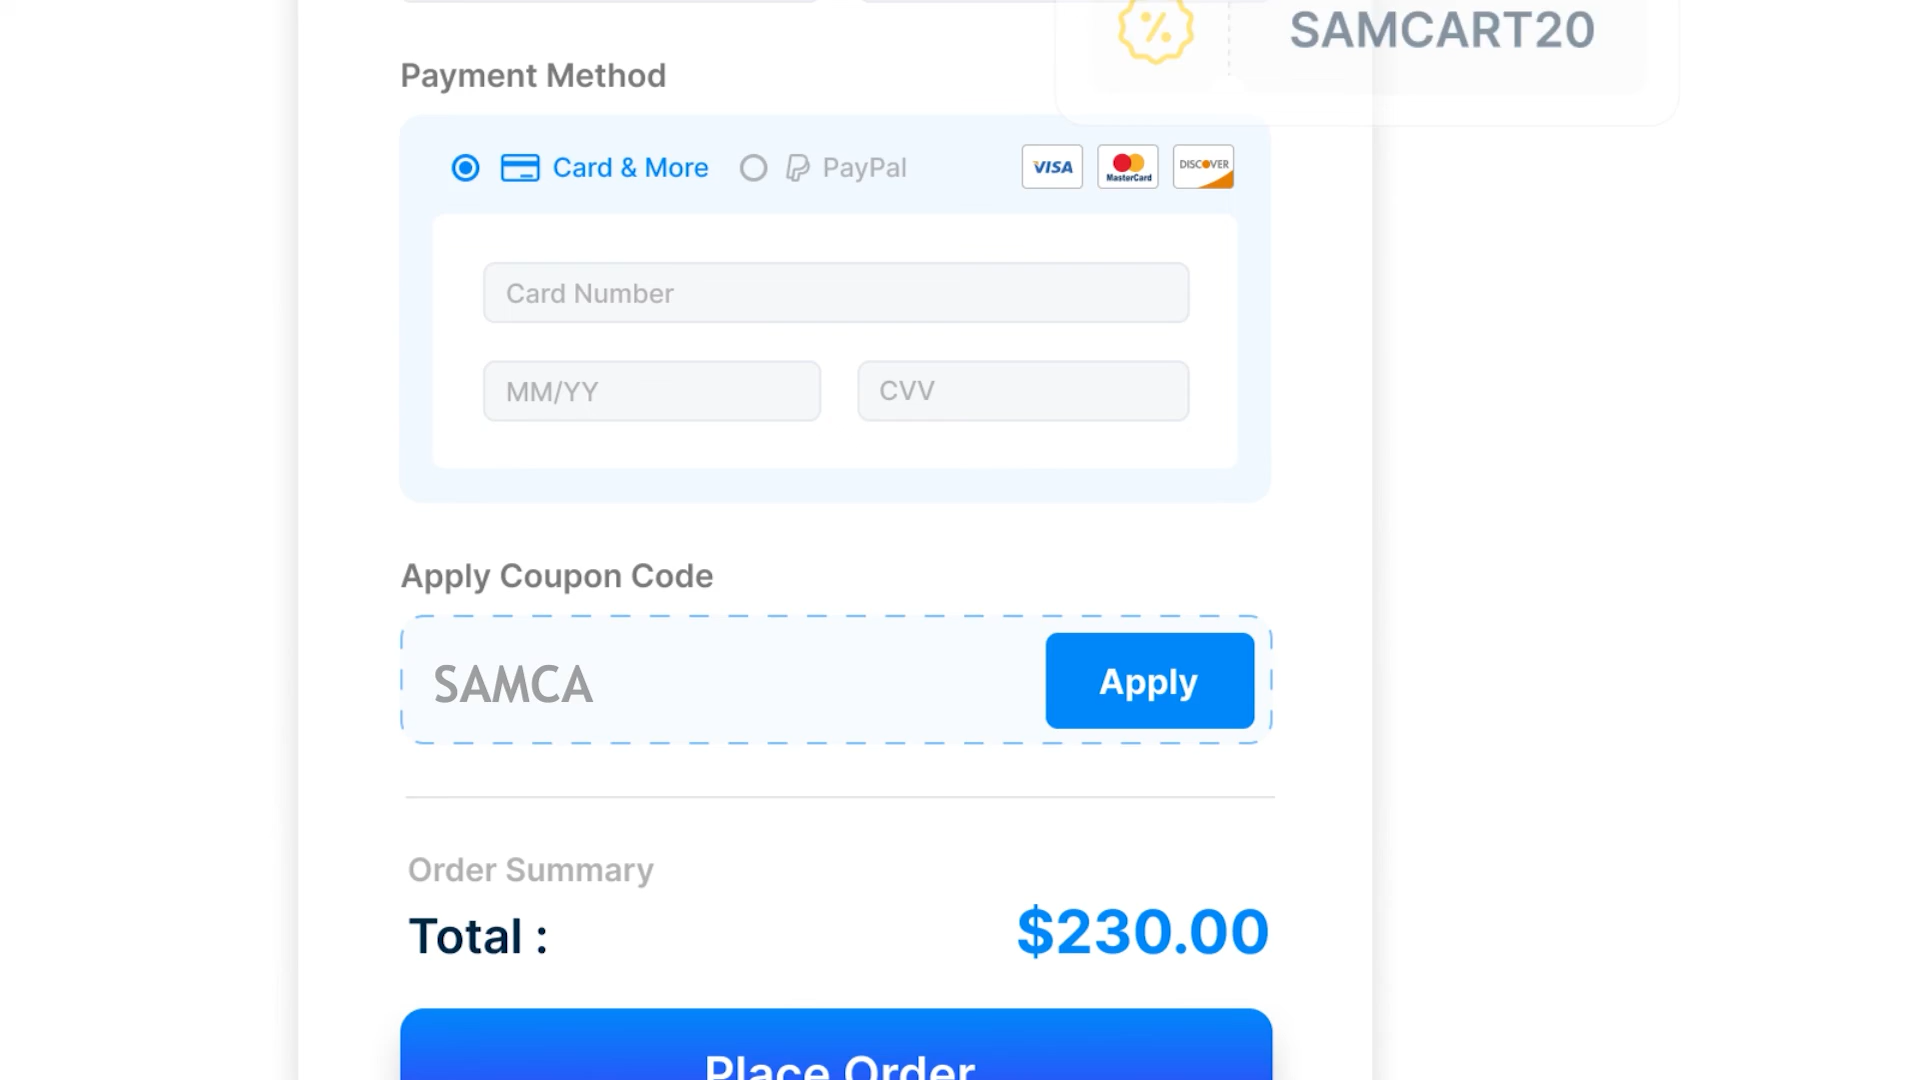 SAMCART20
Payment Method
Card & More
PayPal
VISA
MasterCard
DISCOVER
Card Number
MM/YY
CVV
Apply Coupon Code
SAMCA
Apply
Order Summary
Total :
$230.00
Place Order